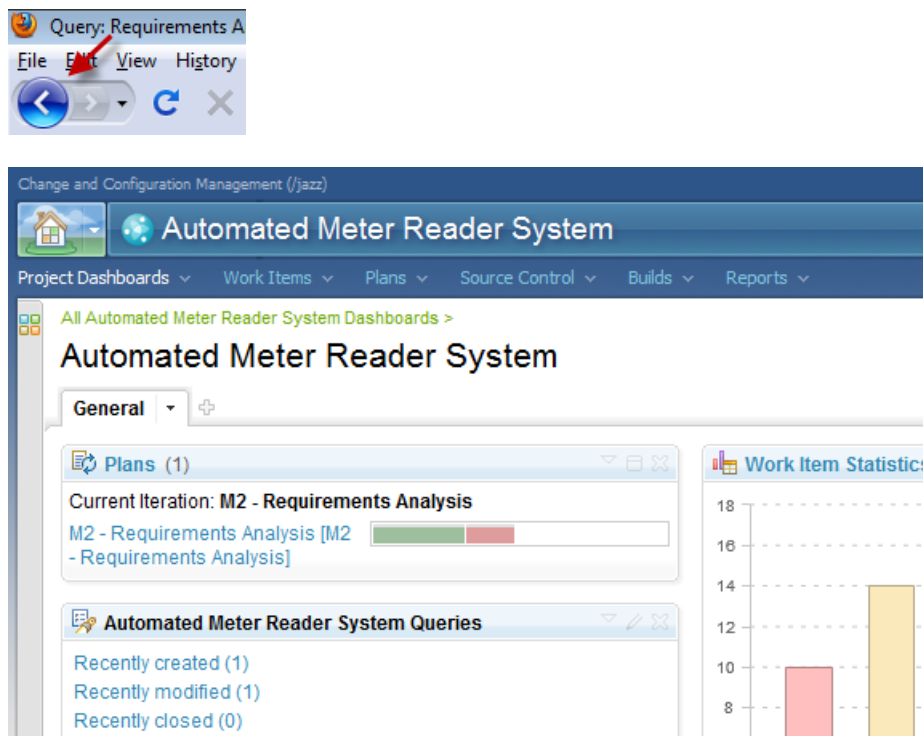 Query: Requirements A
File Edit View History
Change and Configuration Management (/jazz)
Automated Meter Reader System
Project Dashboards Work Items Plans Source Control Builds Reports
All Automated Meter Reader System Dashboards >
Automated Meter Reader System
General
Plans (1)
Current Iteration: M2 - Requirements Analysis
M2 - Requirements Analysis [M2
- Requirements Analysis]
Automated Meter Reader System Queries
Recently created (1)
Recently modified (1)
Recently closed (0)
Work Item Statistics
18
16
14
12
10
8